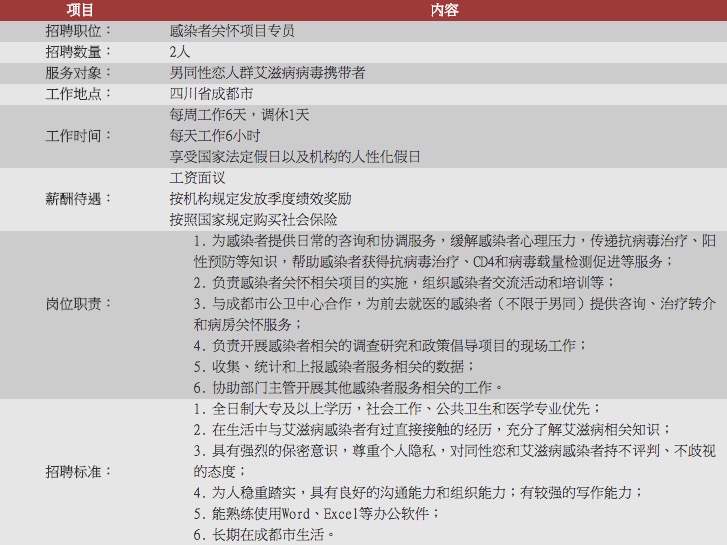 项目 内容
招聘职位： 感染者关怀项目专员
招聘数量： 2人
服务对象： 男同性恋人群艾滋病病毒携带者
工作地点： 四川省成都市
每周工作6天，调休1天
工作时间： 每天工作6小时
享受国家法定假日以及机构的人性化假日
工资面议
薪酬待遇： 按机构规定发放季度绩效奖励
按照国家规定购买社会保险
1. 为感染者提供日常的咨询和协调服务，缓解感染者心理压力，传递抗病毒治疗、阳
性预防等知识，帮助感染者获得抗病毒治疗、CD4和病毒载量检测促进等服务；
2. 负责感染者关怀相关项目的实施，组织感染者交流活动和培训等；
岗位职责： 3. 与成都市公卫中心合作，为前去就医的感染者（不限于男同）提供咨询、治疗转介
和病房关怀服务；
4. 负责开展感染者相关的调查研究和政策倡导项目的现场工作；
5. 收集、统计和上报感染者服务相关的数据；
6. 协助部门主管开展其他感染者服务相关的工作。
1. 全日制大专及以上学历，社会工作、公共卫生和医学专业优先；
2. 在生活中与艾滋病感染者有过直接接触的经历，充分了解艾滋病相关知识；
3. 具有强烈的保密意识，尊重个人隐私，对同性恋和艾滋病感染者持不评判、不歧视
招聘标准： 的态度；
4. 为人稳重踏实，具有良好的沟通能力和组织能力；有较强的写作能力；
5. 能熟练使用Word、Excel等办公软件；
6. 长期在成都市生活。